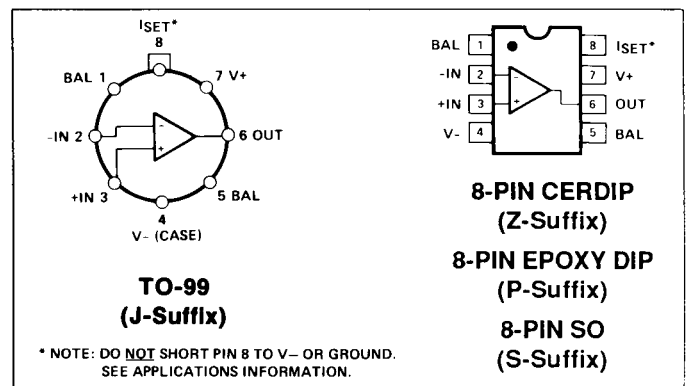 ISET*
8
BAL 1
7 V+
-IN 2
6 OUT
+IN 3
5 BAL
4
V- (CASE)
TO-99
(J-Suffix)
* NOTE: DO NOT SHORT PIN 8 TO V- OR GROUND.
SEE APPLICATIONS INFORMATION.
BAL 1 8 ISET*
-IN 2 7 V+
+IN 3 6 OUT
V- 4 5 BAL
8-PIN CERDIP
(Z-Suffix)
8-PIN EPOXY DIP
(P-Suffix)
8-PIN SO
(S-Suffix)